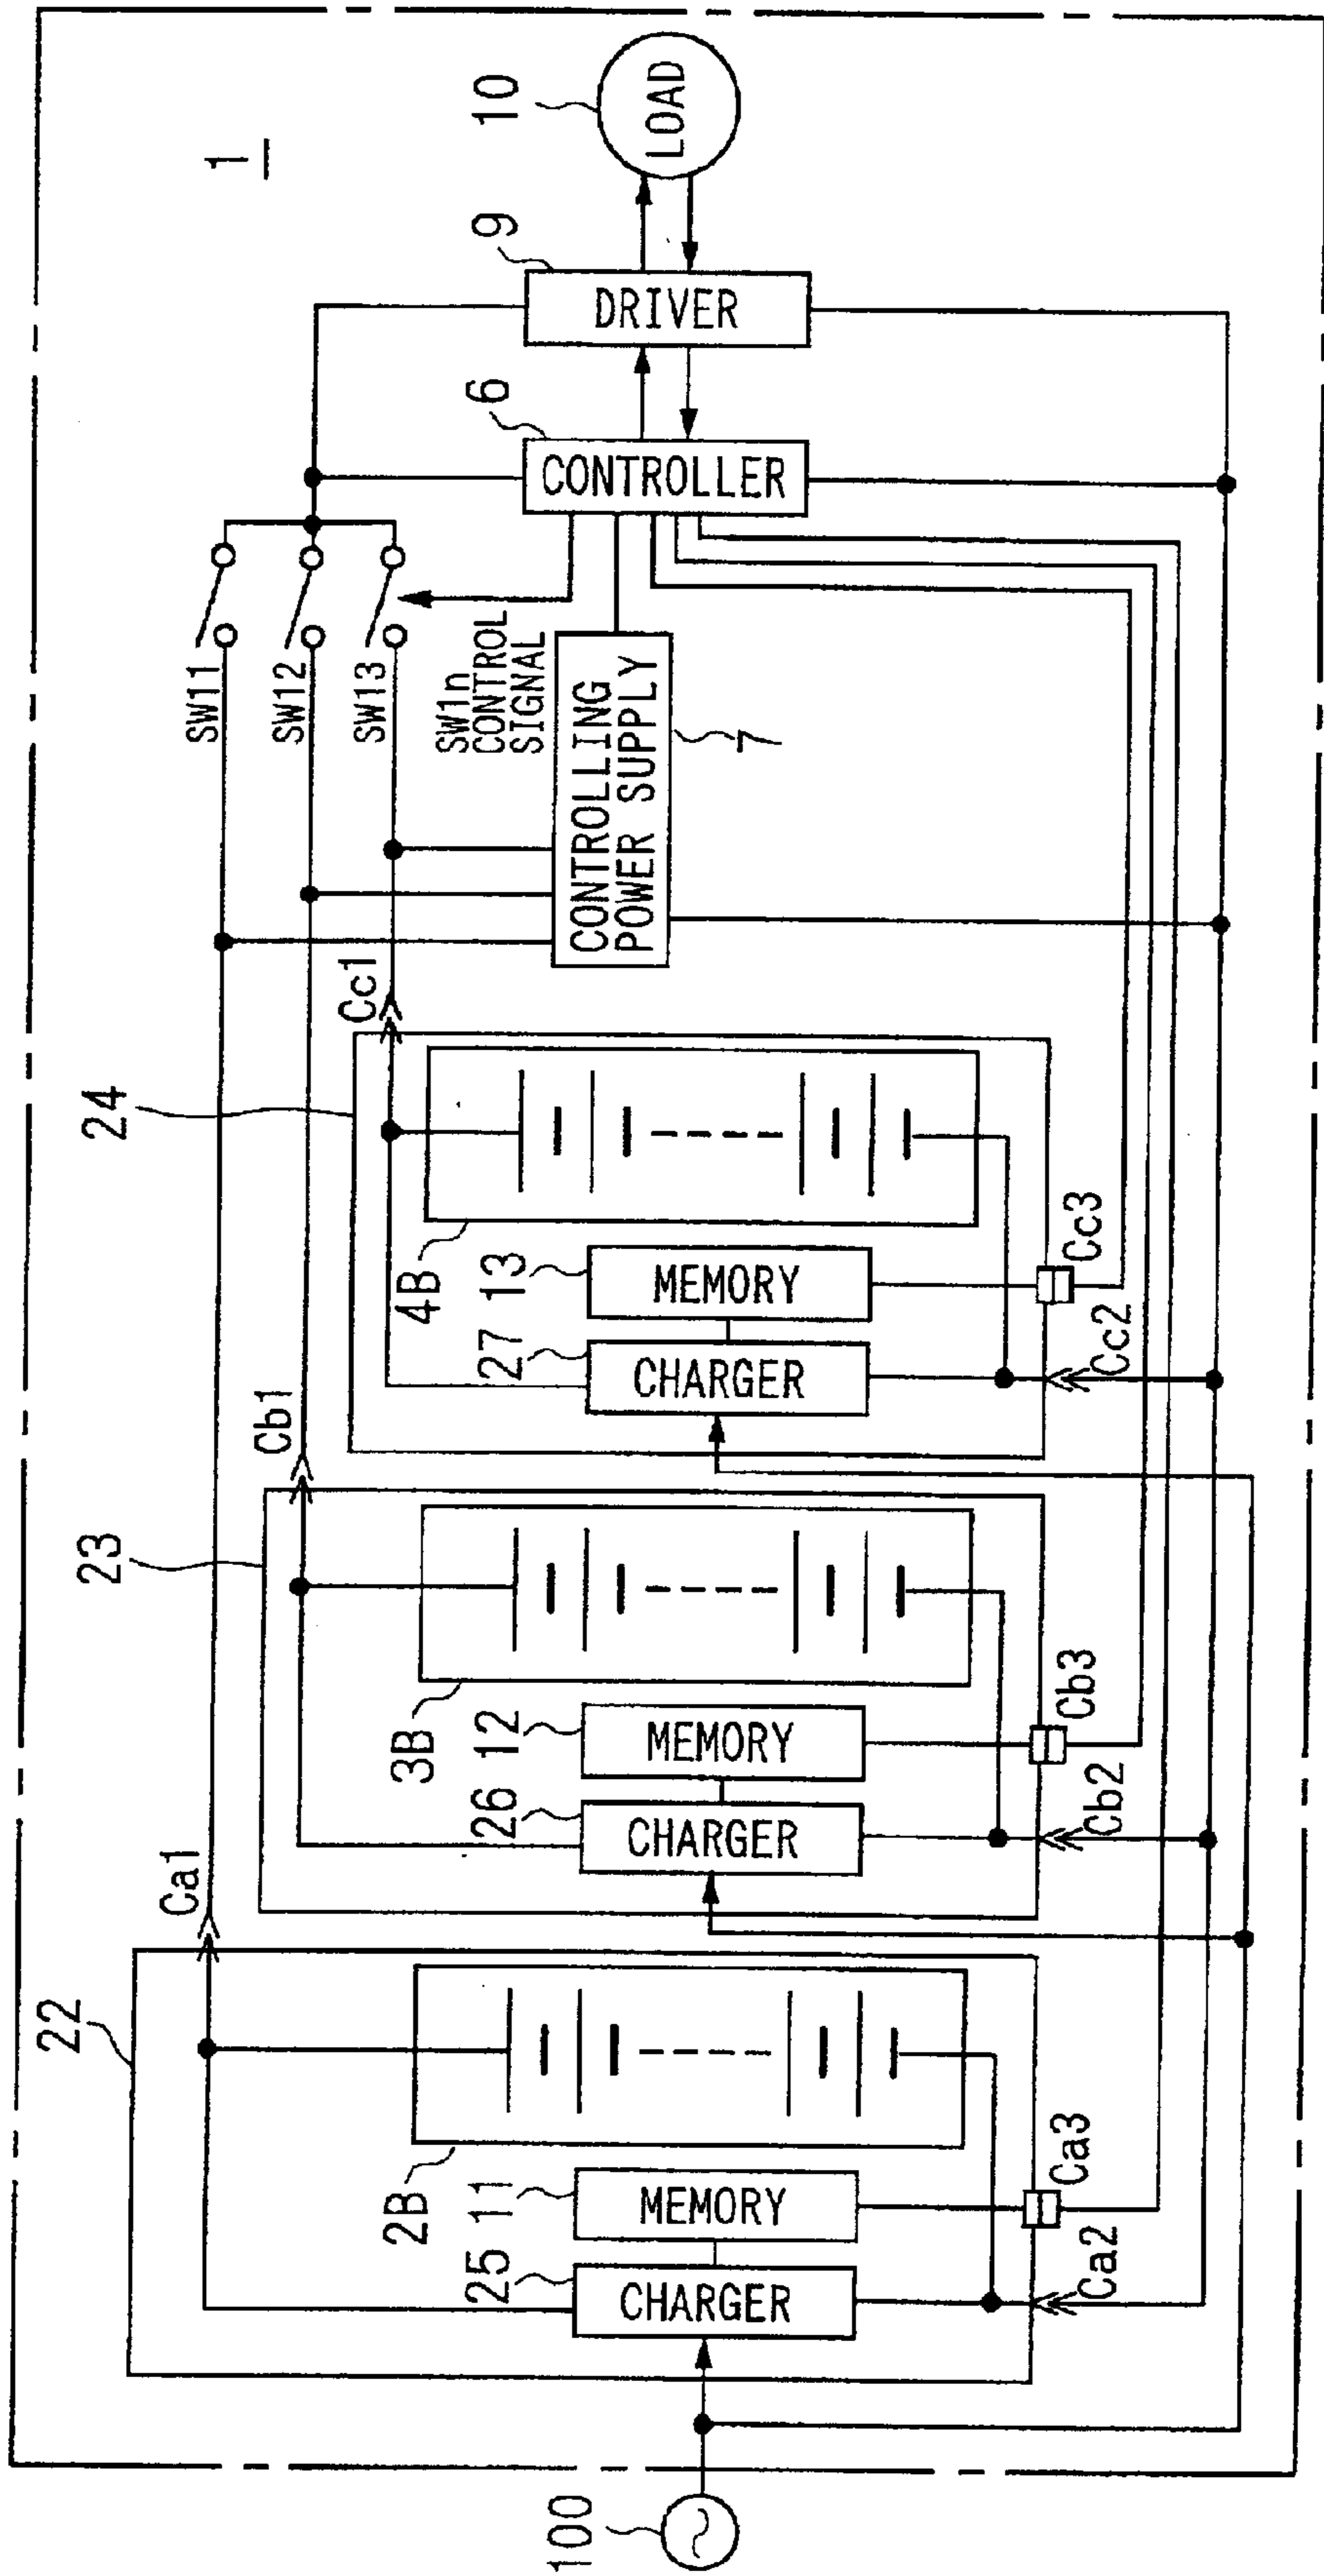 1
100
22
Ca1
25
CHARGER
11
MEMORY
2B
Ca2
Ca3
23
Cb1
26
CHARGER
12
MEMORY
3B
Cb2
Cb3
24
Cc1
27
CHARGER
13
MEMORY
4B
Cc2
Cc3
SW11
SW12
SW13
SW1n
CONTROL
SIGNAL
CONTROLLING
POWER SUPPLY
7
6
CONTROLLER
9
DRIVER
10
LOAD